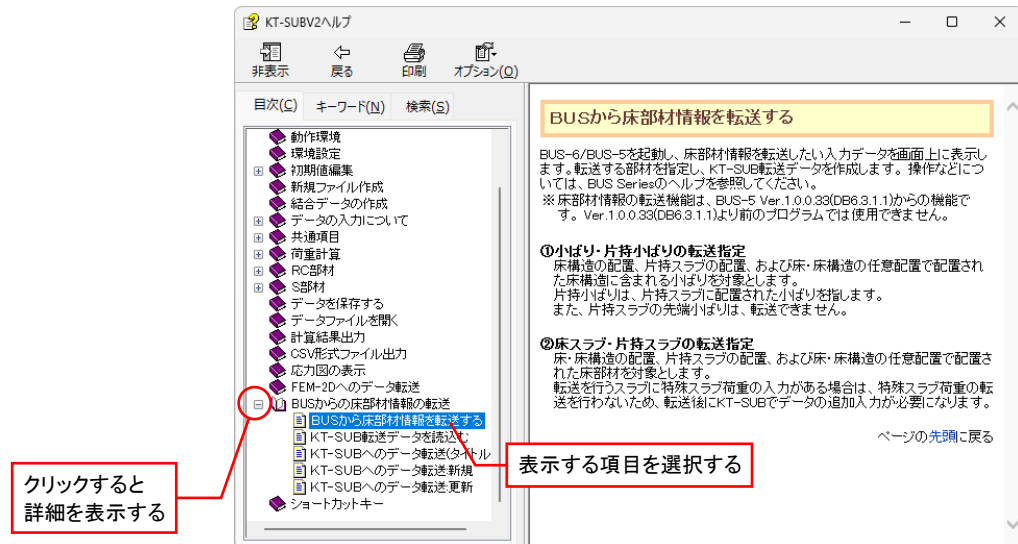 KT-SUBV2ヘルプ
非表示 戻る 印刷 オプション(O)
目次(C) キーワード(N) 検索(S)
動作環境
環境設定
初期値編集
新規ファイル作成
結合データの作成
データの入力について
共通項目
荷重計算
RC部材
S部材
データを保存する
データファイルを開く
計算結果出力
CSV形式ファイル出力
応力図の表示
FEM-2Dへのデータ転送
BUSからの床部材情報の転送
BUSから床部材情報を転送する
KT-SUB転送データを読込む
KT-SUBへのデータ転送(タイトル
KT-SUBへのデータ転送:新規
KT-SUBへのデータ転送:更新
ショートカットキー
クリックすると
詳細を表示する
BUSから床部材情報を転送する
BUS-6/BUS-5を起動し、床部材情報を転送したい入力データを画面上に表示し
ます。転送する部材を指定し、KT-SUB転送データを作成します。操作などにつ
いては、BUS Seriesのヘルプを参照してください。
※床部材情報の転送機能は、BUS-5 Ver.1.0.0.33(DB6.3.1.1)からの機能で
す。Ver.1.0.0.33(DB6.3.1.1)より前のプログラムでは使用できません。
①小ばり・片持小ばりの転送指定
床構造の配置、片持スラブの配置、および床・床構造の任意配置で配置され
た床構造に含まれる小ばりを対象とします。
片持小ばりは、片持スラブに配置された小ばりを指します。
また、片持スラブの先端小ばりは、転送できません。
②床スラブ・片持スラブの転送指定
床・床構造の配置、片持スラブの配置、および床・床構造の任意配置で配置さ
れた床部材を対象とします。
転送を行うスラブに特殊スラブ荷重の入力がある場合は、特殊スラブ荷重の転
送を行わないため、転送後にKT-SUBでデータの追加入力が必要になります。
ページの先頭に戻る
表示する項目を選択する